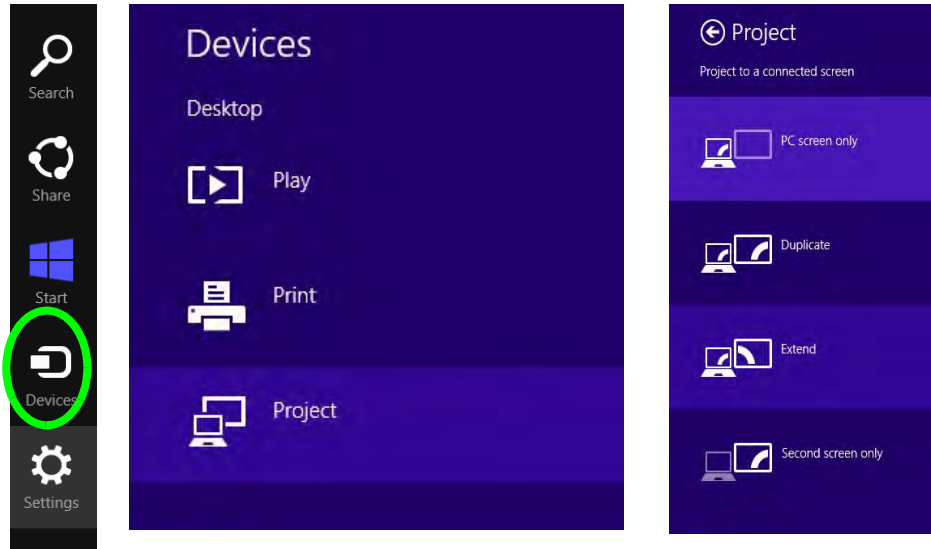 Search
Share
Start
Devices
Settings
Devices
Desktop
Play
Print
Project
Project
Project to a connected screen
PC screen only
Duplicate
Extend
Second screen only